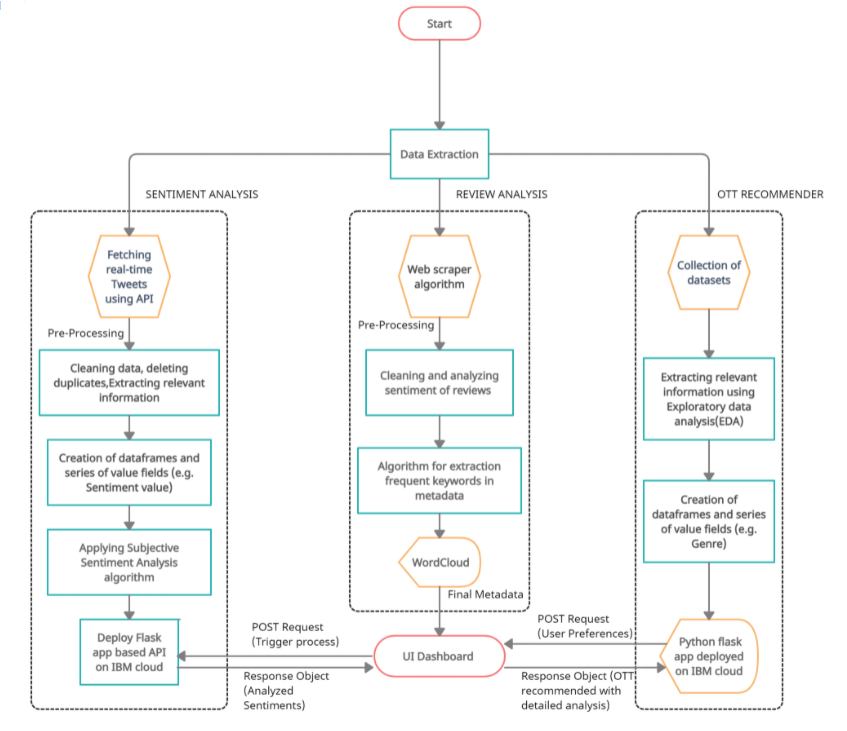 Start
Data Extraction
SENTIMENT ANALYSIS
REVIEW ANALYSIS
OTT RECOMMENDER
Fetching
real-time
Tweets
using API
Pre-Processing
Cleaning data, deleting
duplicates,Extracting relevant
information
Creation of dataframes and
series of value fields (e.g.
Sentiment value)
Applying Subjective
Sentiment Analysis
algorithm
Deploy Flask
app based API
on IBM cloud
Web scraper
algorithm
Pre-Processing
Cleaning and analyzing
sentiment of reviews
Algorithm for extraction
frequent keywords in
metadata
WordCloud
Final Metadata
Collection of
datasets
Extracting relevant
information using
Exploratory data
analysis(EDA)
Creation of
dataframes and series
of value fields (e.g.
Genre)
Python flask
app deployed
on IBM cloud
POST Request
(Trigger process)
Response Object
(Analyzed
Sentiments)
UI Dashboard
POST Request
(User Preferences)
Response Object (OTT
recommended with
detailed analysis)